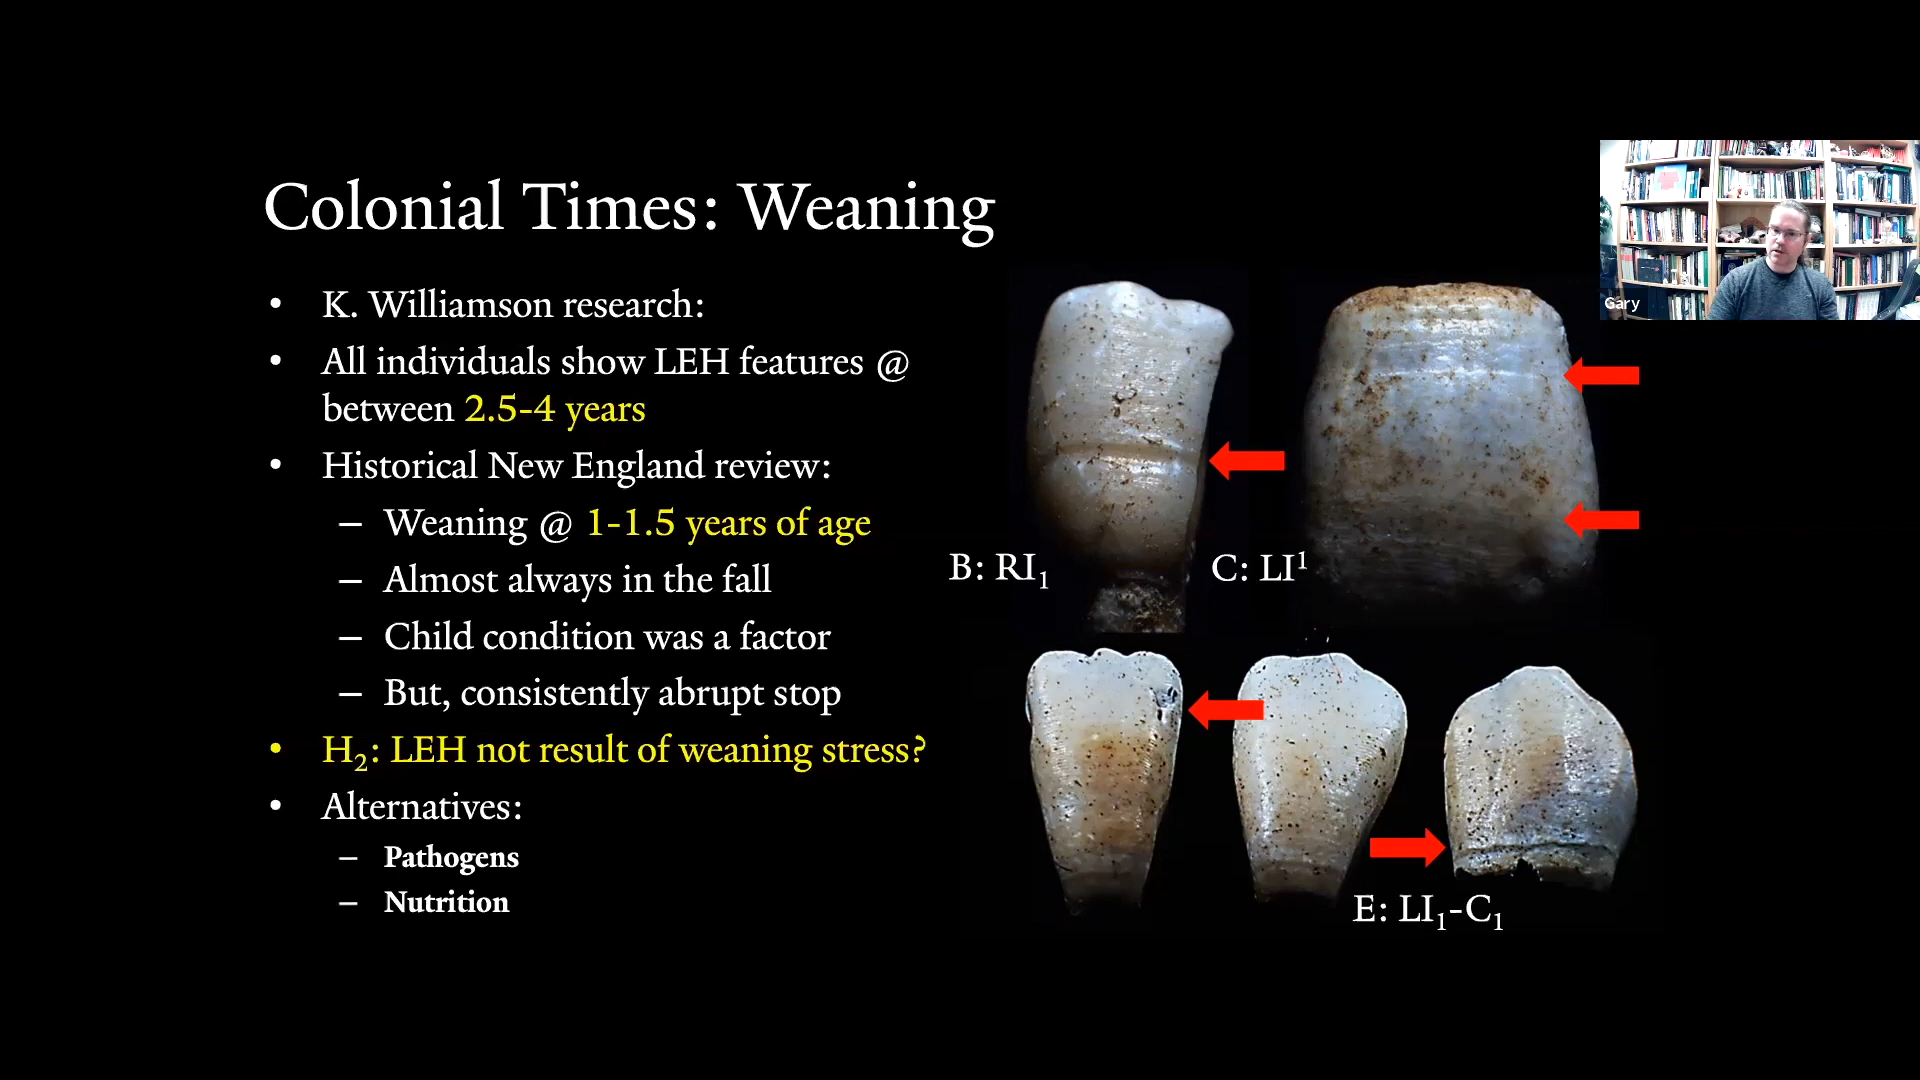 Colonial Times: Weaning
• K. Williamson research:
• All individuals show LEH features @
between 2.5-4 years
• Historical New England review:
– Weaning @ 1-1.5 years of age
– Almost always in the fall
– Child condition was a factor
– But, consistently abrupt stop
• H₂: LEH not result of weaning stress?
• Alternatives:
– Pathogens
– Nutrition
B: RI₁
C: LI¹
E: LI₁-C₁
Gary